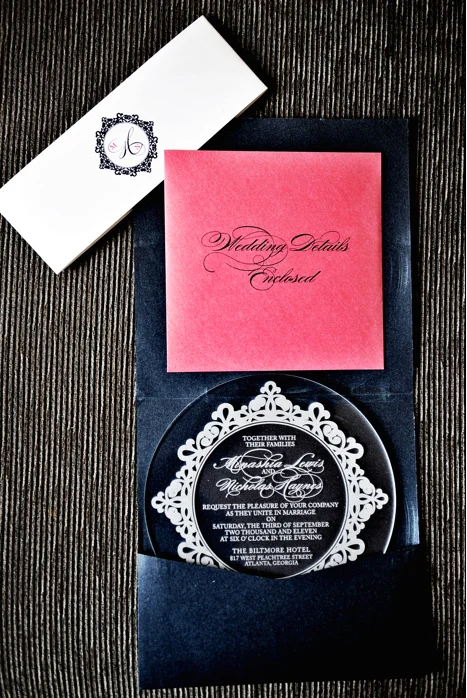 A
Wedding Details
Enclosed
TOGETHER WITH
THEIR FAMILIES
Menashia Lewis
AND
Nicholas Haynes
REQUEST THE PLEASURE OF YOUR COMPANY
AS THEY UNITE IN MARRIAGE
ON
SATURDAY, THE THIRD OF SEPTEMBER
TWO THOUSAND AND ELEVEN
AT SIX O'CLOCK IN THE EVENING
THE BILTMORE HOTEL
817 WEST PEACHTREE STREET
ATLANTA, GEORGIA